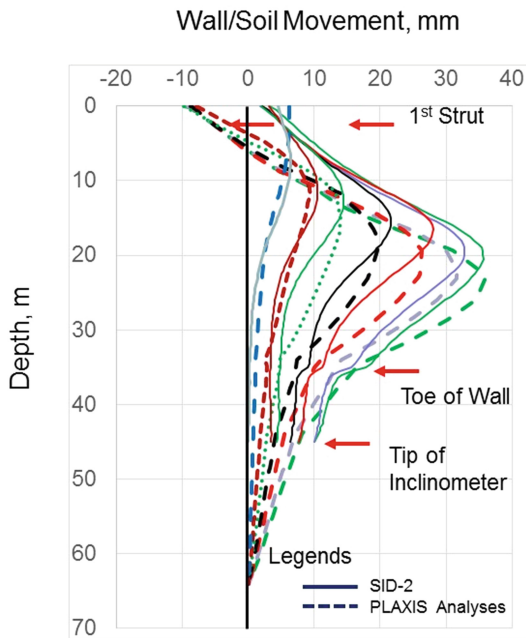 Wall/Soil Movement, mm
-20 -10 0 10 20 30 40
0
1st Strut
10
20
30
Depth, m
Toe of Wall
40
Tip of
Inclinometer
50
60
Legends
SID-2
PLAXIS Analyses
70